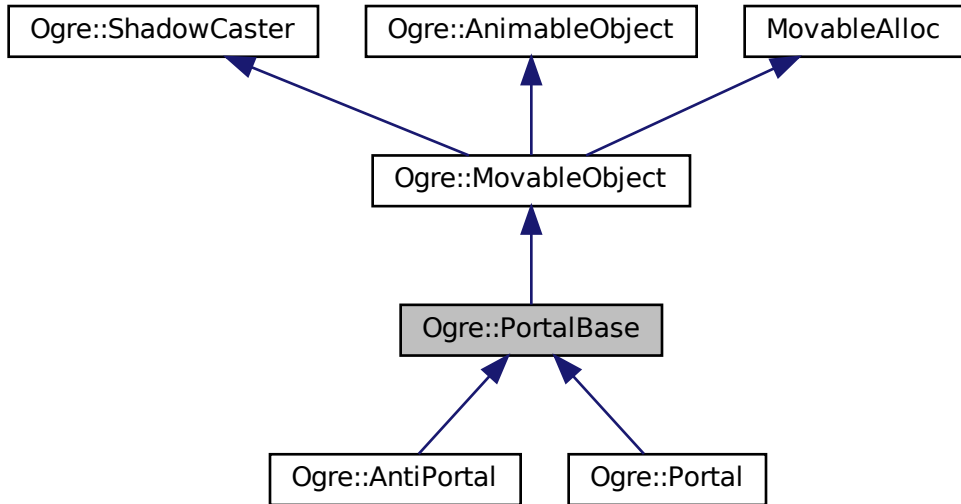 Ogre::ShadowCaster
Ogre::AnimableObject
MovableAlloc
Ogre::MovableObject
Ogre::PortalBase
Ogre::AntiPortal
Ogre::Portal